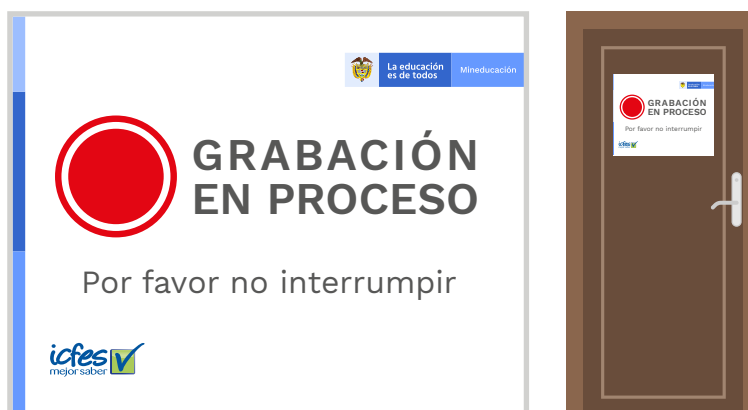 La educación
es de todos
Mineducación
GRABACIÓN
EN PROCESO
Por favor no interrumpir
icfes
mejor saber
GRABACIÓN
EN PROCESO
Por favor no interrumpir
icfes